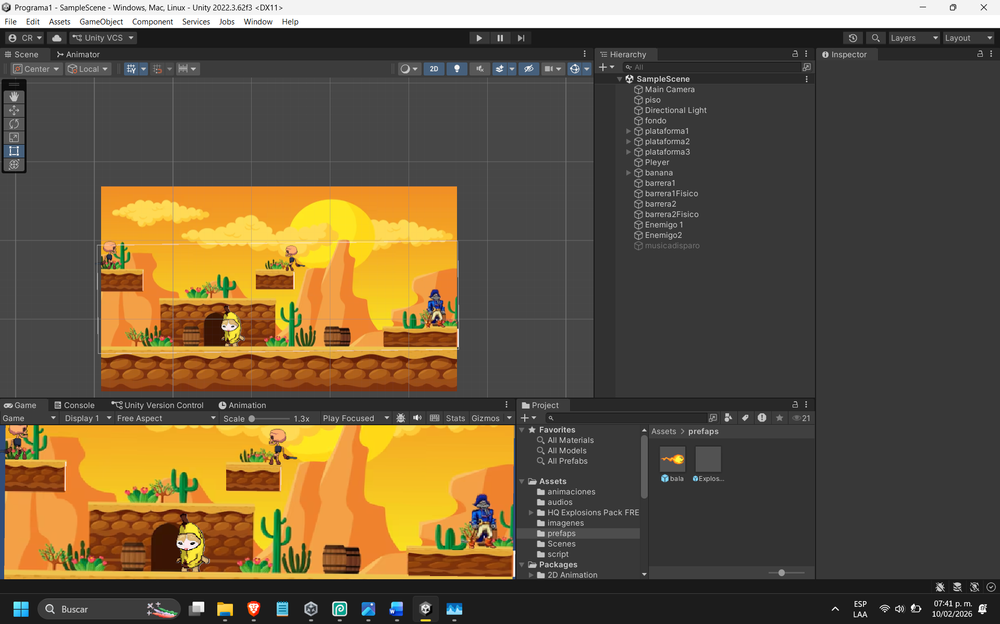 Programa1 - SampleScene - Windows, Mac, Linux - Unity 2022.3.62f3 <DX11>
File Edit Assets GameObject Component Services Jobs Window Help
CR Unity VCS Layers Layout
Scene Animator
Center Local 2D
Hierarchy
All
SampleScene
Main Camera
piso
Directional Light
fondo
plataforma1
plataforma2
plataforma3
Pleyer
banana
barrera1
barrera1Fisico
barrera2
barrera2Fisico
Enemigo 1
Enemigo2
musicadisparo
Inspector
Game Console Unity Version Control Animation
Game Display 1 Free Aspect Scale 1.3x Play Focused Stats Gizmos
Project
21
Favorites
All Materials
All Models
All Prefabs
Assets
animaciones
audios
HQ Explosions Pack FRE
imagenes
prefaps
Scenes
script
Packages
2D Animation
Assets > prefaps
bala Explos...
Buscar
ESP
LAA
07:41 p. m.
10/02/2026